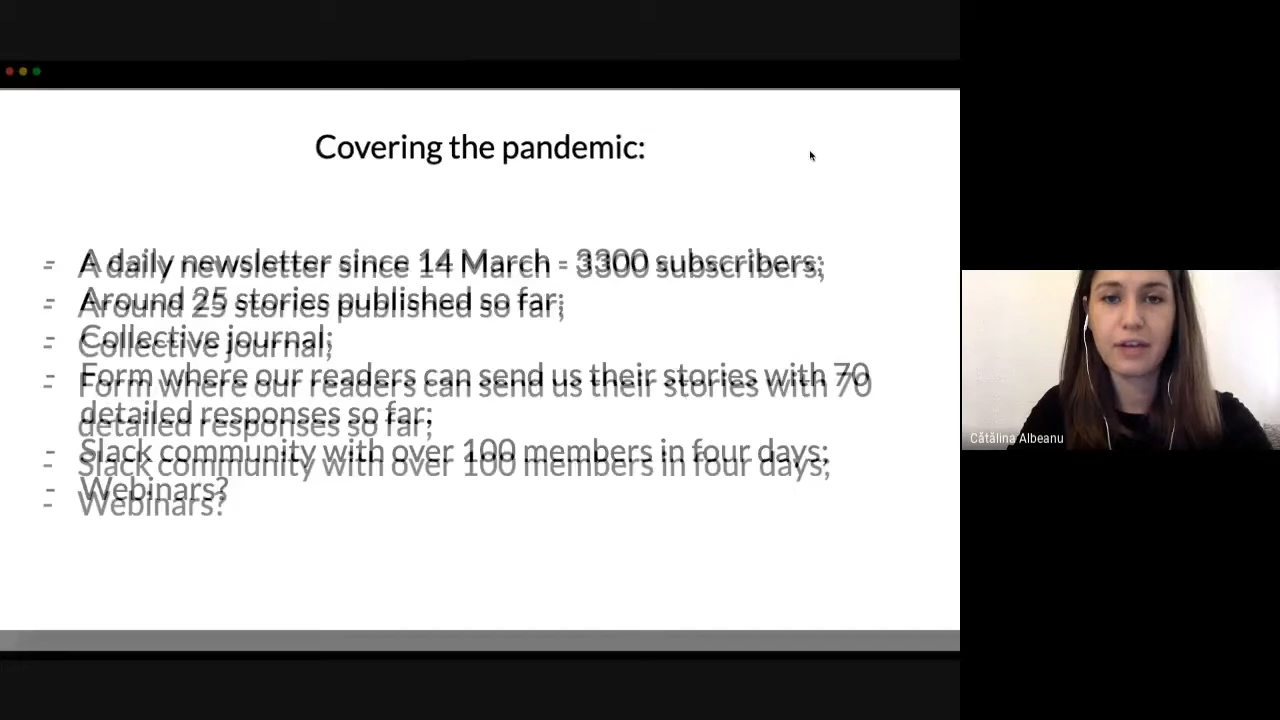 Covering the pandemic:
- A daily newsletter since 14 March - 3300 subscribers;
- Around 25 stories published so far;
- Collective journal;
- Form where our readers can send us their stories with 70
detailed responses so far;
- Slack community with over 100 members in four days;
- Webinars?
Cătălina Albeanu